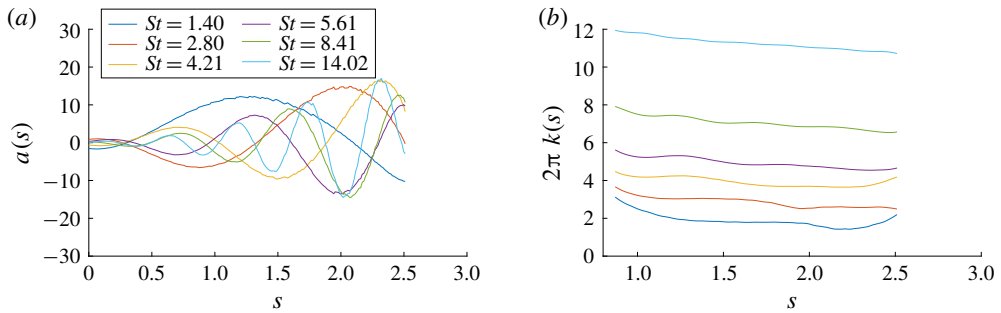 (a)
St = 1.40
St = 2.80
St = 4.21
St = 5.61
St = 8.41
St = 14.02
30
20
10
0
−10
−20
−30
a(s)
0 0.5 1.0 1.5 2.0 2.5 3.0
s
(b)
12
10
8
6
4
2
0
2π k(s)
1.0 1.5 2.0 2.5 3.0
s